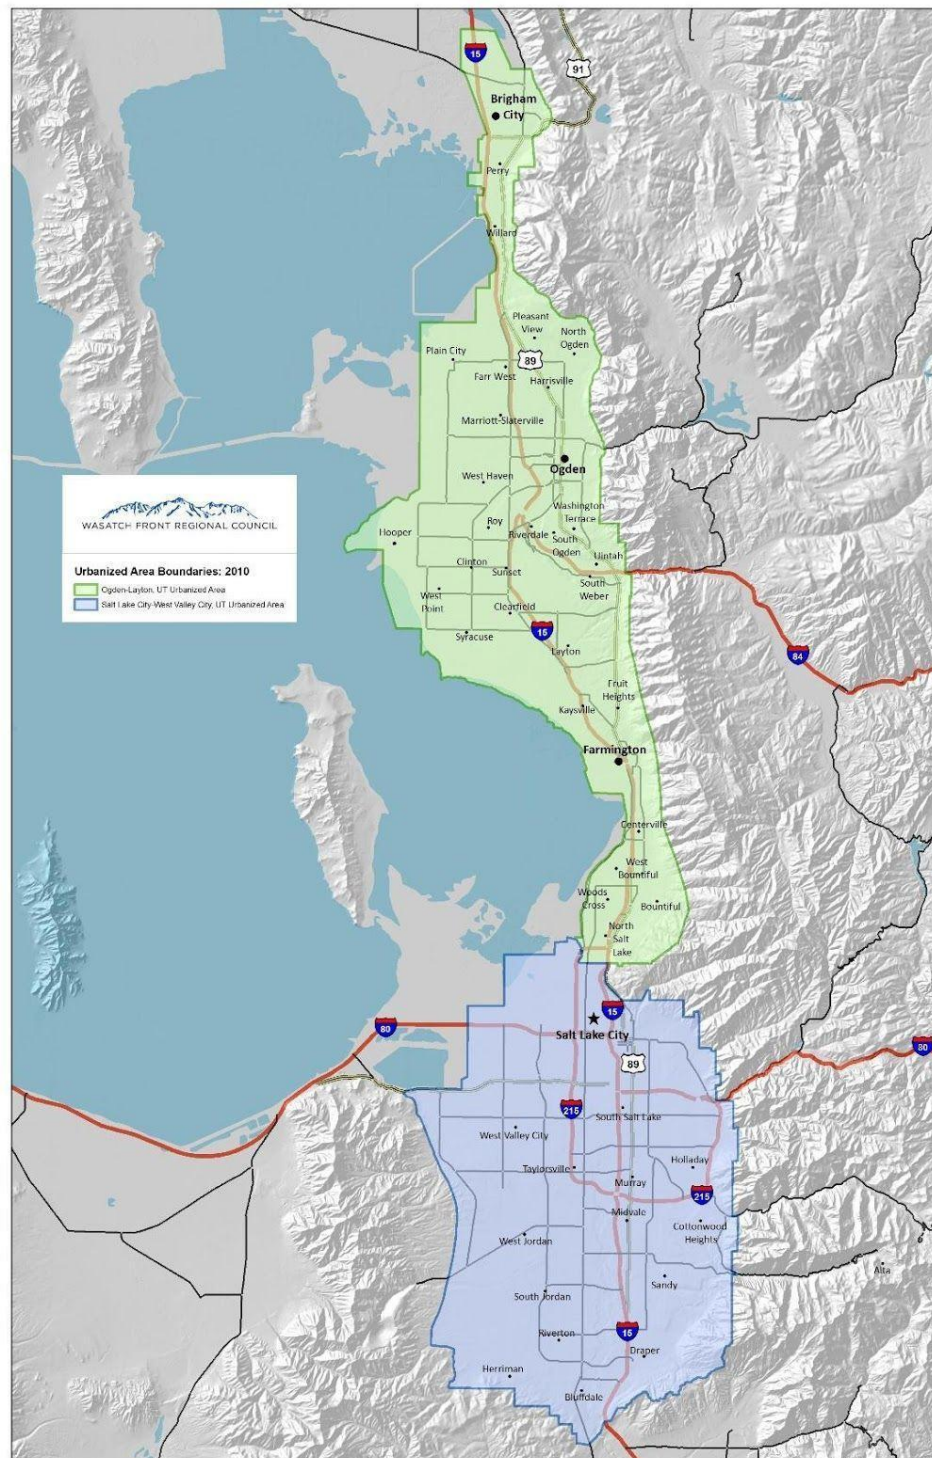 15
91
Brigham
City
Perry
Willard
Pleasant
View
North
Ogden
Plain City
89
Farr West
Harrisville
Marriott-Slaterville
Ogden
West Haven
WASATCH FRONT REGIONAL COUNCIL
Urbanized Area Boundaries: 2010
Ogden-Layton, UT Urbanized Area
Salt Lake City-West Valley City, UT Urbanized Area
Washington
Terrace
Roy
Hooper
Riverdale
South
Ogden
Uintah
Clinton
Sunset
South
Weber
West
Point
Clearfield
15
Syracuse
Layton
84
Fruit
Heights
Kaysville
Farmington
Centerville
West
Bountiful
Woods
Cross
Bountiful
North
Salt
Lake
15
80
Salt Lake City
80
89
215
South Salt Lake
West Valley City
Holladay
Taylorsville
Murray
215
Midvale
Cottonwood
Heights
West Jordan
Alta
Sandy
South Jordan
15
Riverton
Draper
Herriman
Bluffdale